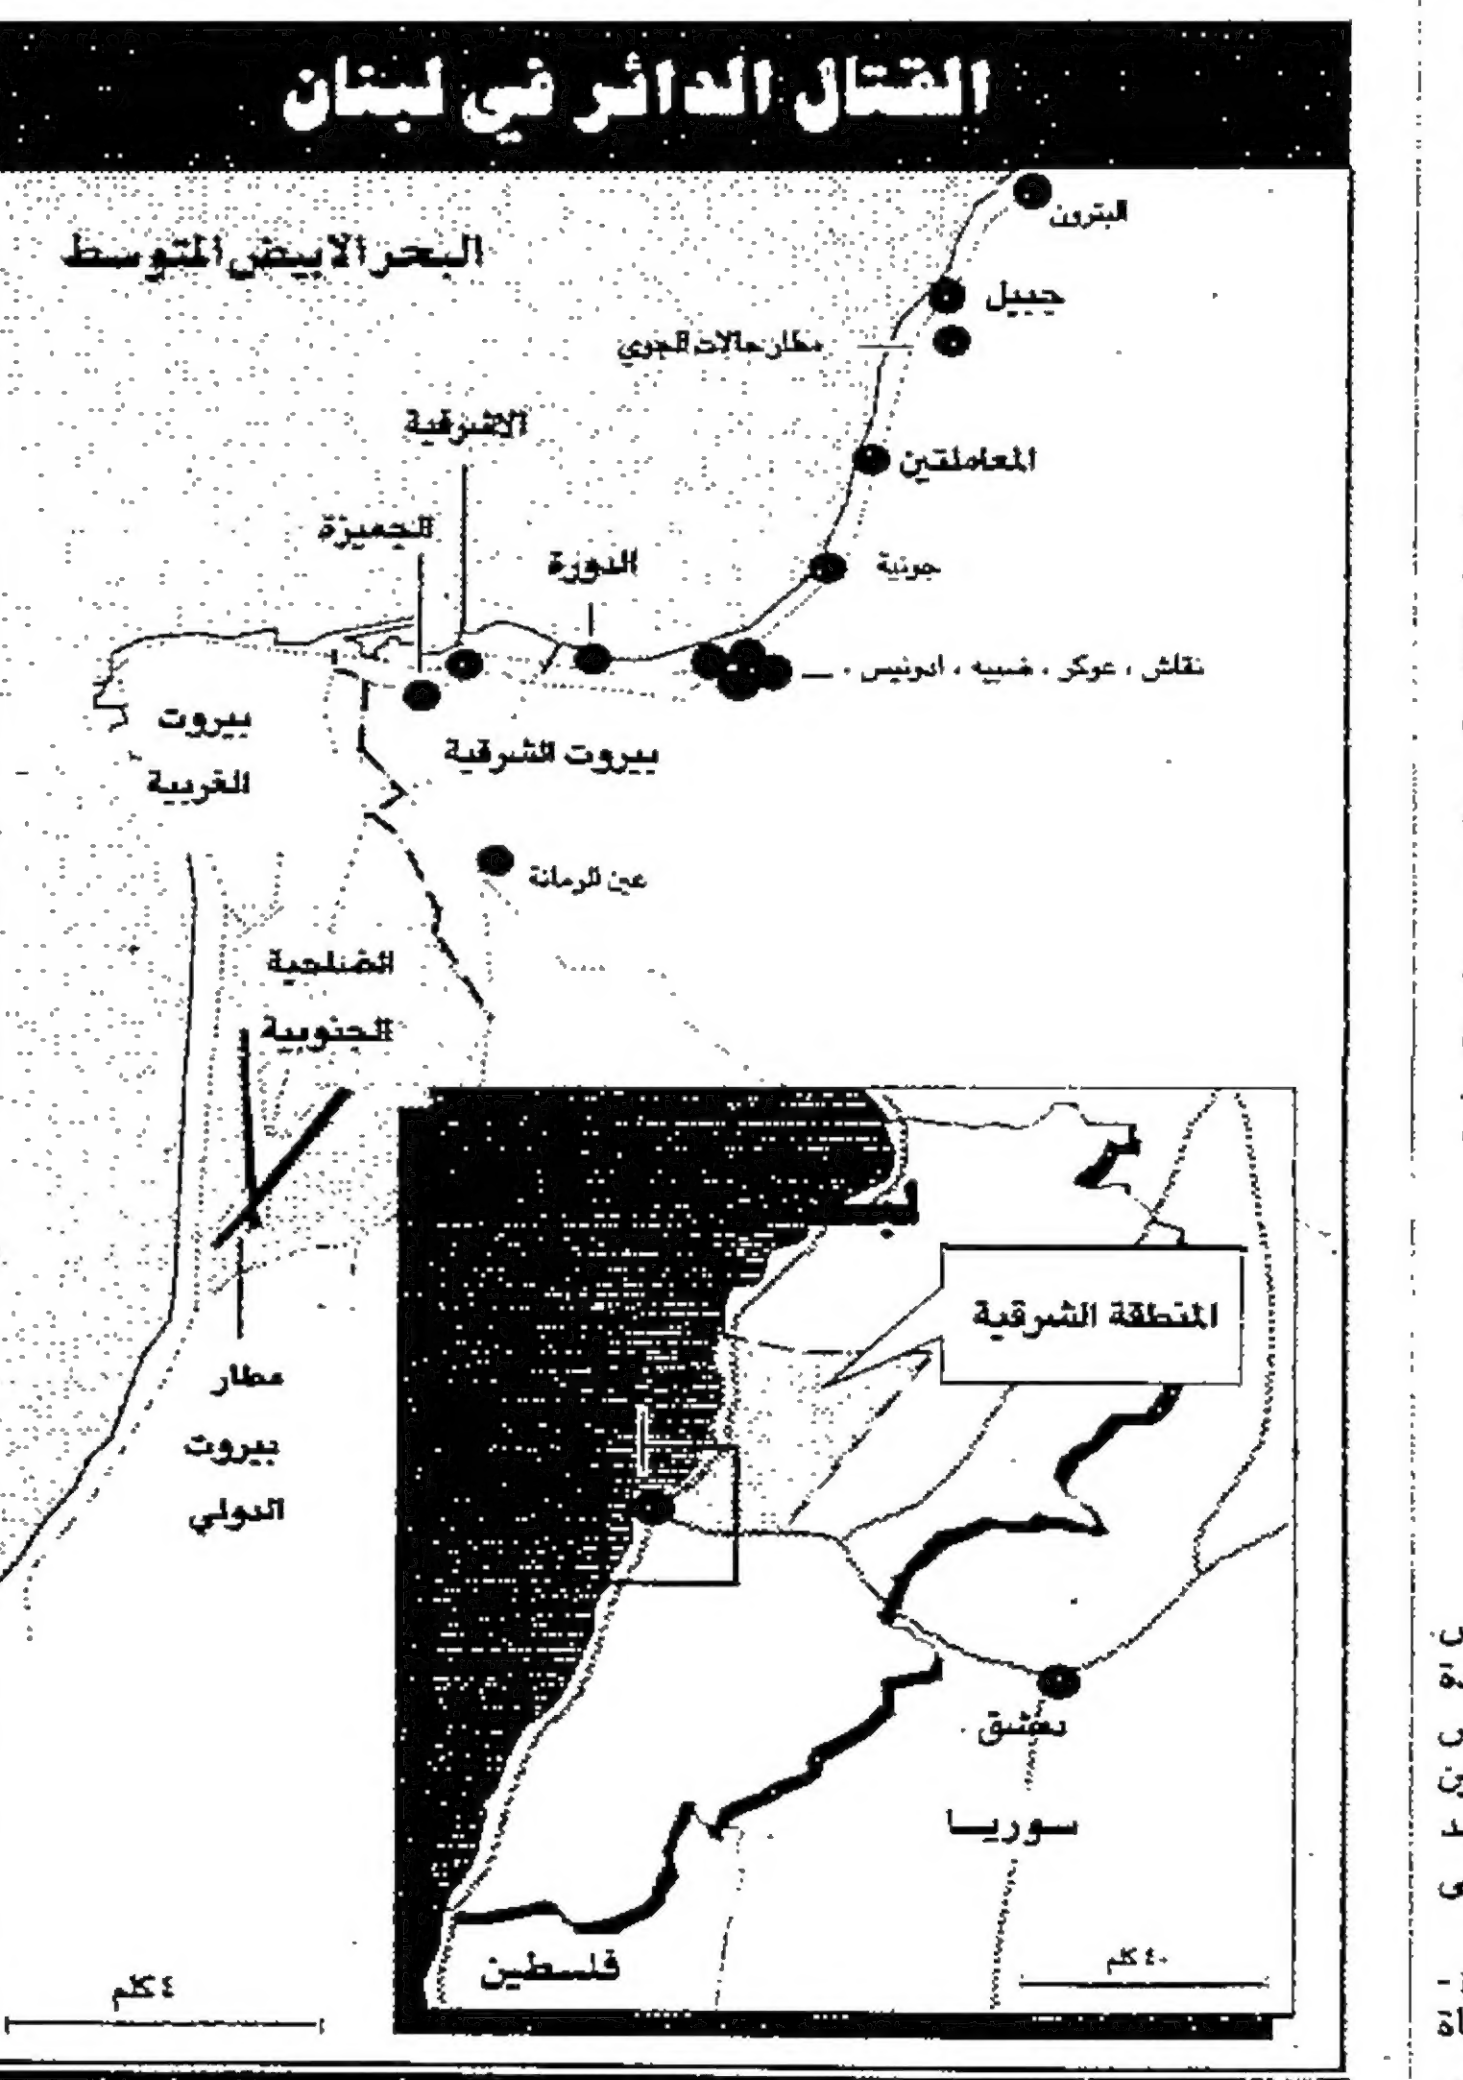 القتال الدائر في لبنان
البحر الابيض المتوسط
البترون
جبيل
مطار حالات الجوي
الاشرفية
المعاملتين
الجميزة
الدورة
جونية
نقاش ، عوكر ، ضبيه ، ادونيس ،
بيروت
الغربية
بيروت الشرقية
عين الرمانة
الضاحية
الجنوبية
المنطقة الشرقية
مطار
بيروت
الدولي
دمشق
سوريا
فلسطين
٤٠ كلم
٤ كلم